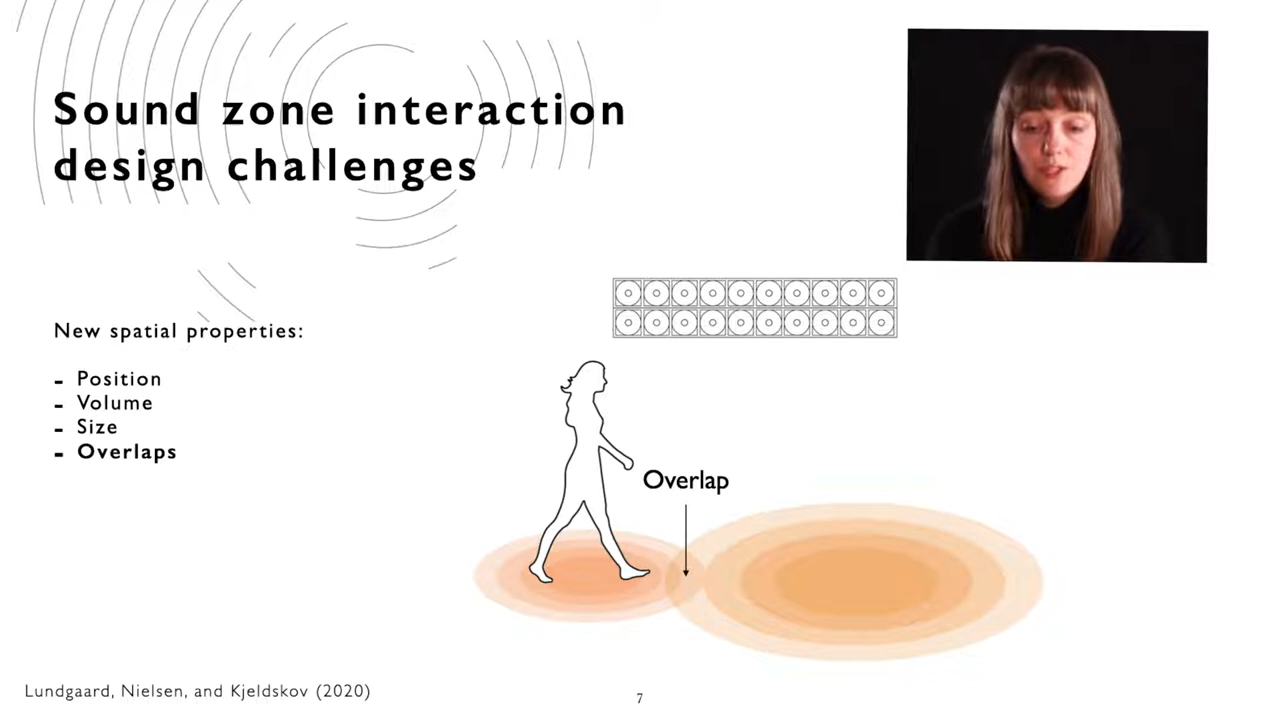 Sound zone interaction
design challenges
New spatial properties:
- Position
- Volume
- Size
- Overlaps
Overlap
Lundgaard, Nielsen, and Kjeldskov (2020)
7